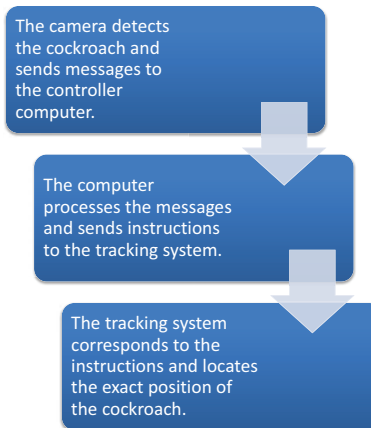 The camera detects
the cockroach and
sends messages to
the controller
computer.
The computer
processes the messages
and sends instructions
to the tracking system.
The tracking system
corresponds to the
instructions and locates
the exact position of
the cockroach.